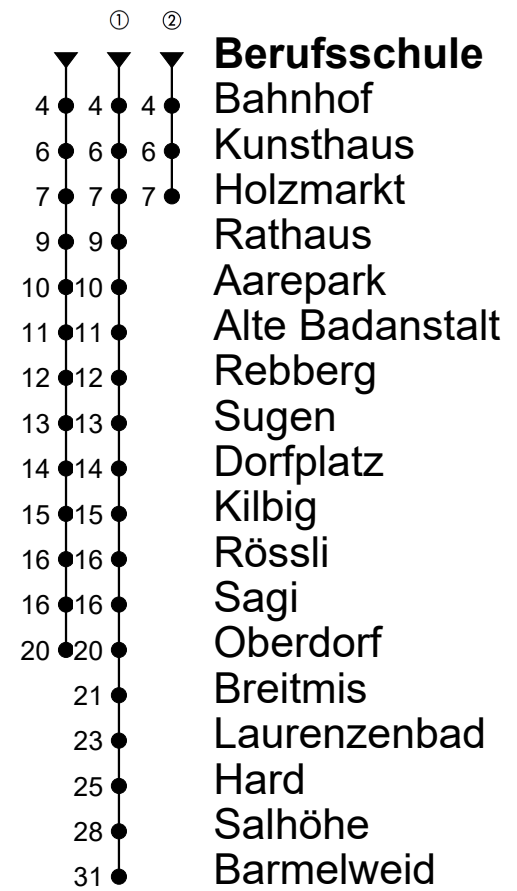 ① ②
Berufsschule
4 4 4 Bahnhof
6 6 6 Kunsthaus
7 7 7 Holzmarkt
9 9 Rathaus
10 10 Aarepark
11 11 Alte Badanstalt
12 12 Rebberg
13 13 Sugen
14 14 Dorfplatz
15 15 Kilbig
16 16 Rössli
16 16 Sagi
20 20 Oberdorf
21 Breitmis
23 Laurenzenbad
25 Hard
28 Salhöhe
31 Barmelweid